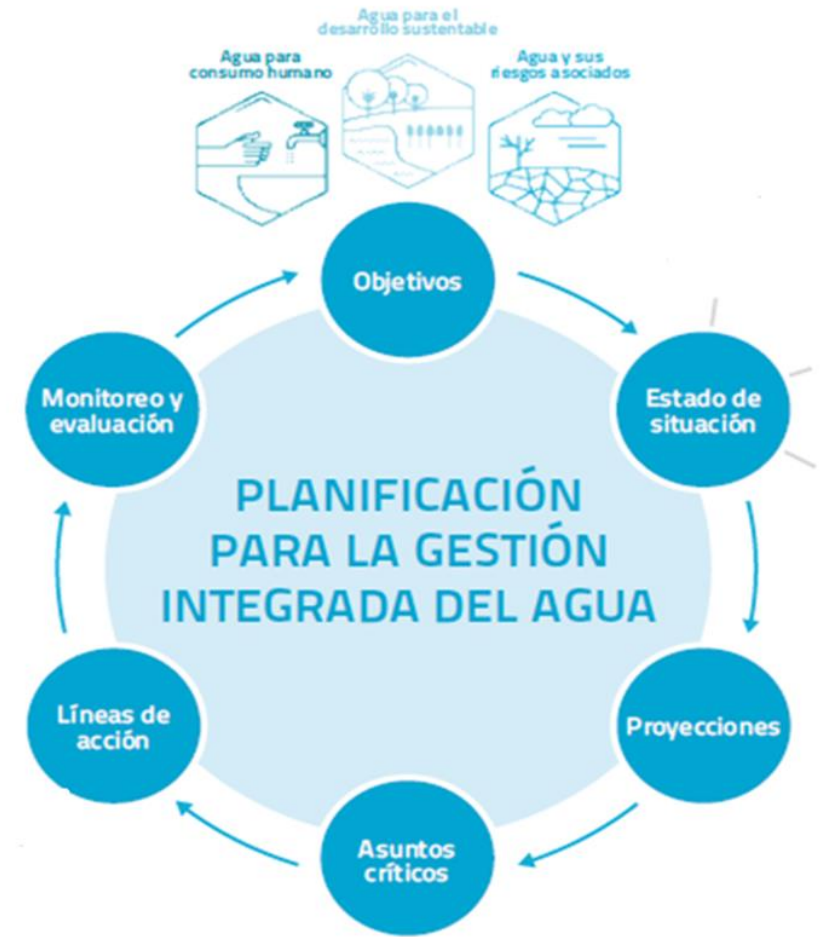 Agua para el
desarrollo sustentable
Agua para
consumo humano
Agua y sus
riesgos asociados
Objetivos
Estado de
situación
Proyecciones
Asuntos
críticos
Líneas de
acción
Monitoreo y
evaluación
PLANIFICACIÓN
PARA LA GESTIÓN
INTEGRADA DEL AGUA